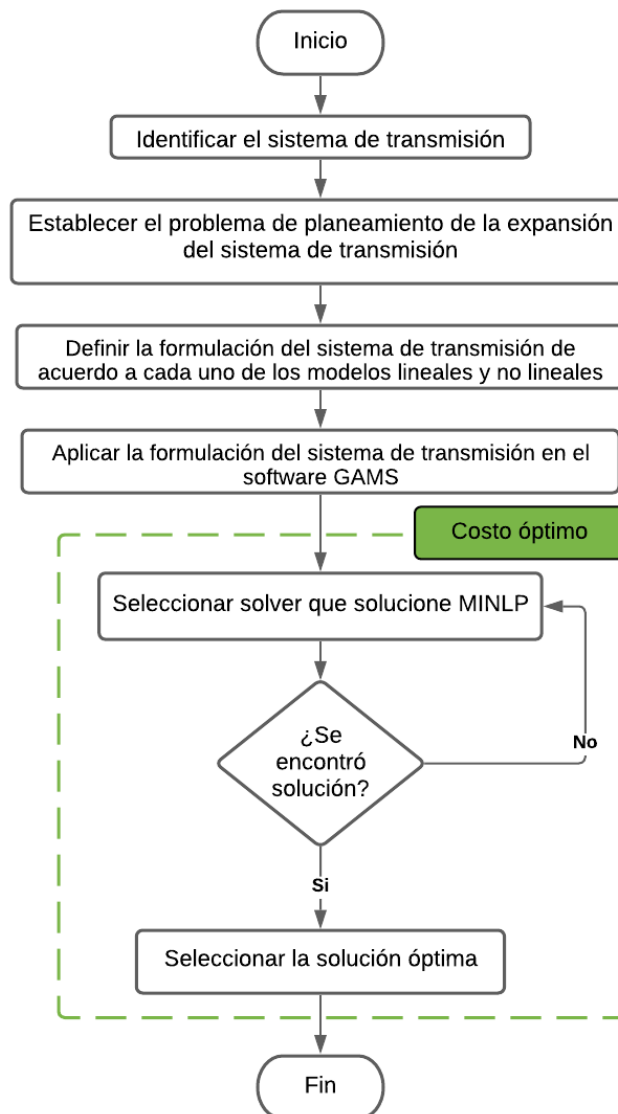 Inicio
Identificar el sistema de transmisión
Establecer el problema de planeamiento de la expansión
del sistema de transmisión
Definir la formulación del sistema de transmisión de
acuerdo a cada uno de los modelos lineales y no lineales
Aplicar la formulación del sistema de transmisión en el
software GAMS
Costo óptimo
Seleccionar solver que solucione MINLP
¿Se
encontró
solución?
No
Si
Seleccionar la solución óptima
Fin